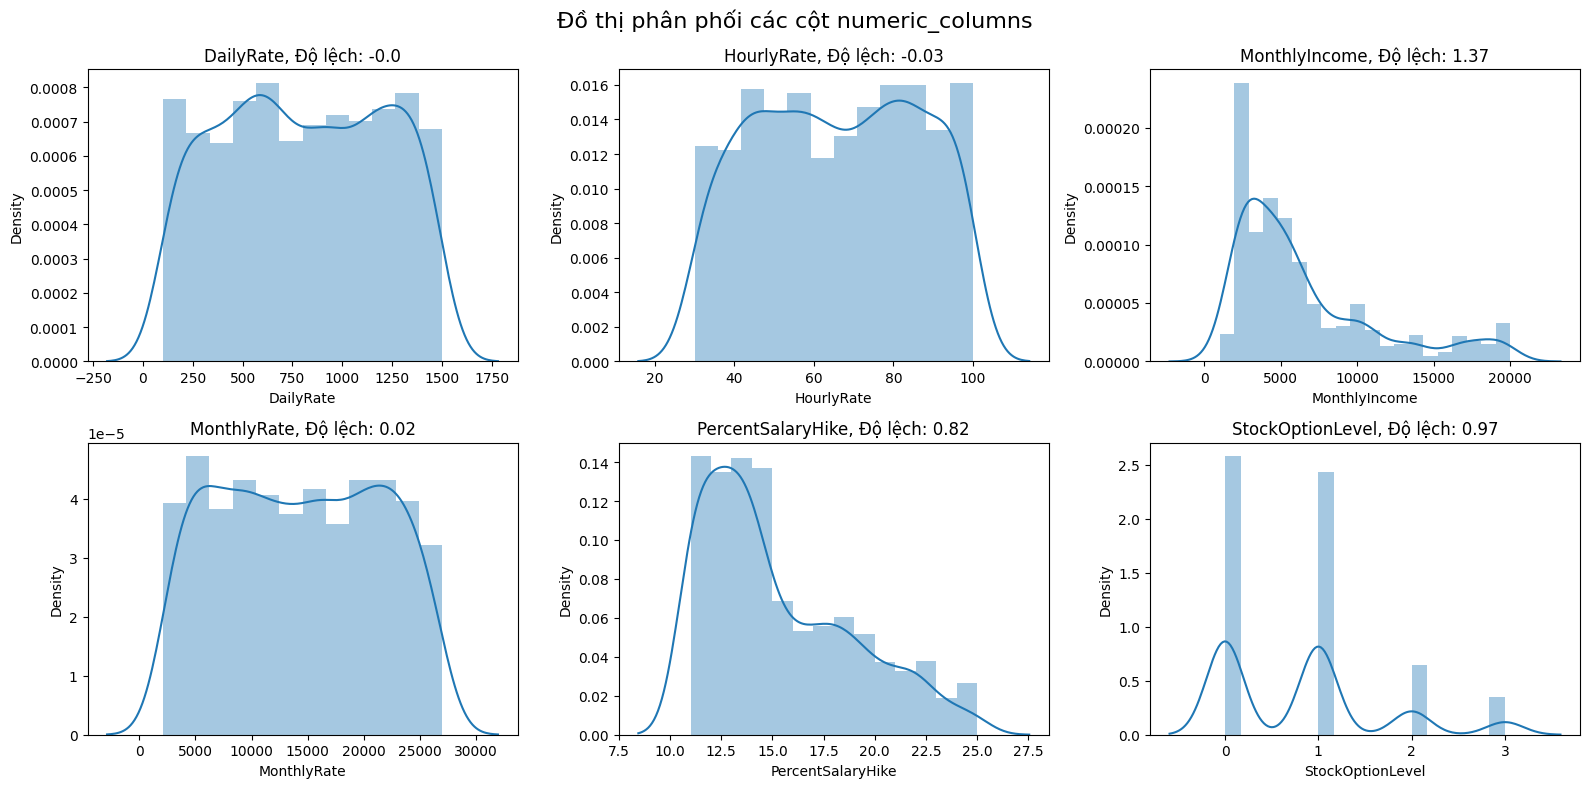 Đồ thị phân phối các cột numeric_columns
DailyRate, Độ lệch: -0.0
0.0008
0.0007
0.0006
0.0005
0.0004
0.0003
0.0002
0.0001
0.0000
Density
−250 0 250 500 750 1000 1250 1500 1750
DailyRate
HourlyRate, Độ lệch: -0.03
0.016
0.014
0.012
0.010
0.008
0.006
0.004
0.002
0.000
Density
20 40 60 80 100
HourlyRate
MonthlyIncome, Độ lệch: 1.37
0.00020
0.00015
0.00010
0.00005
0.00000
Density
0 5000 10000 15000 20000
MonthlyIncome
MonthlyRate, Độ lệch: 0.02
1e−5
4
3
2
1
0
Density
0 5000 10000 15000 20000 25000 30000
MonthlyRate
PercentSalaryHike, Độ lệch: 0.82
0.14
0.12
0.10
0.08
0.06
0.04
0.02
0.00
Density
7.5 10.0 12.5 15.0 17.5 20.0 22.5 25.0 27.5
PercentSalaryHike
StockOptionLevel, Độ lệch: 0.97
2.5
2.0
1.5
1.0
0.5
0.0
Density
0 1 2 3
StockOptionLevel